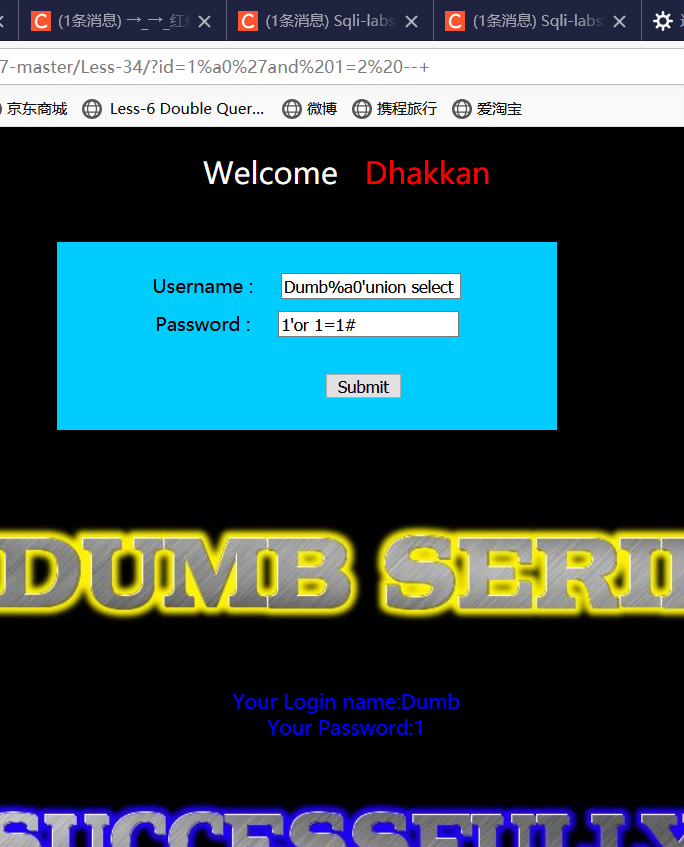 (1条消息) →_→_红
(1条消息) Sqli-labs
(1条消息) Sqli-labs
7-master/Less-34/?id=1%a0%27and%201=2%20--+
京东商城
Less-6 Double Quer...
微博
携程旅行
爱淘宝
Welcome Dhakkan
Username : Dumb%a0'union select
Password : 1'or 1=1#
Submit
DUMB SERI
Your Login name:Dumb
Your Password:1
SUCCESSFULLY